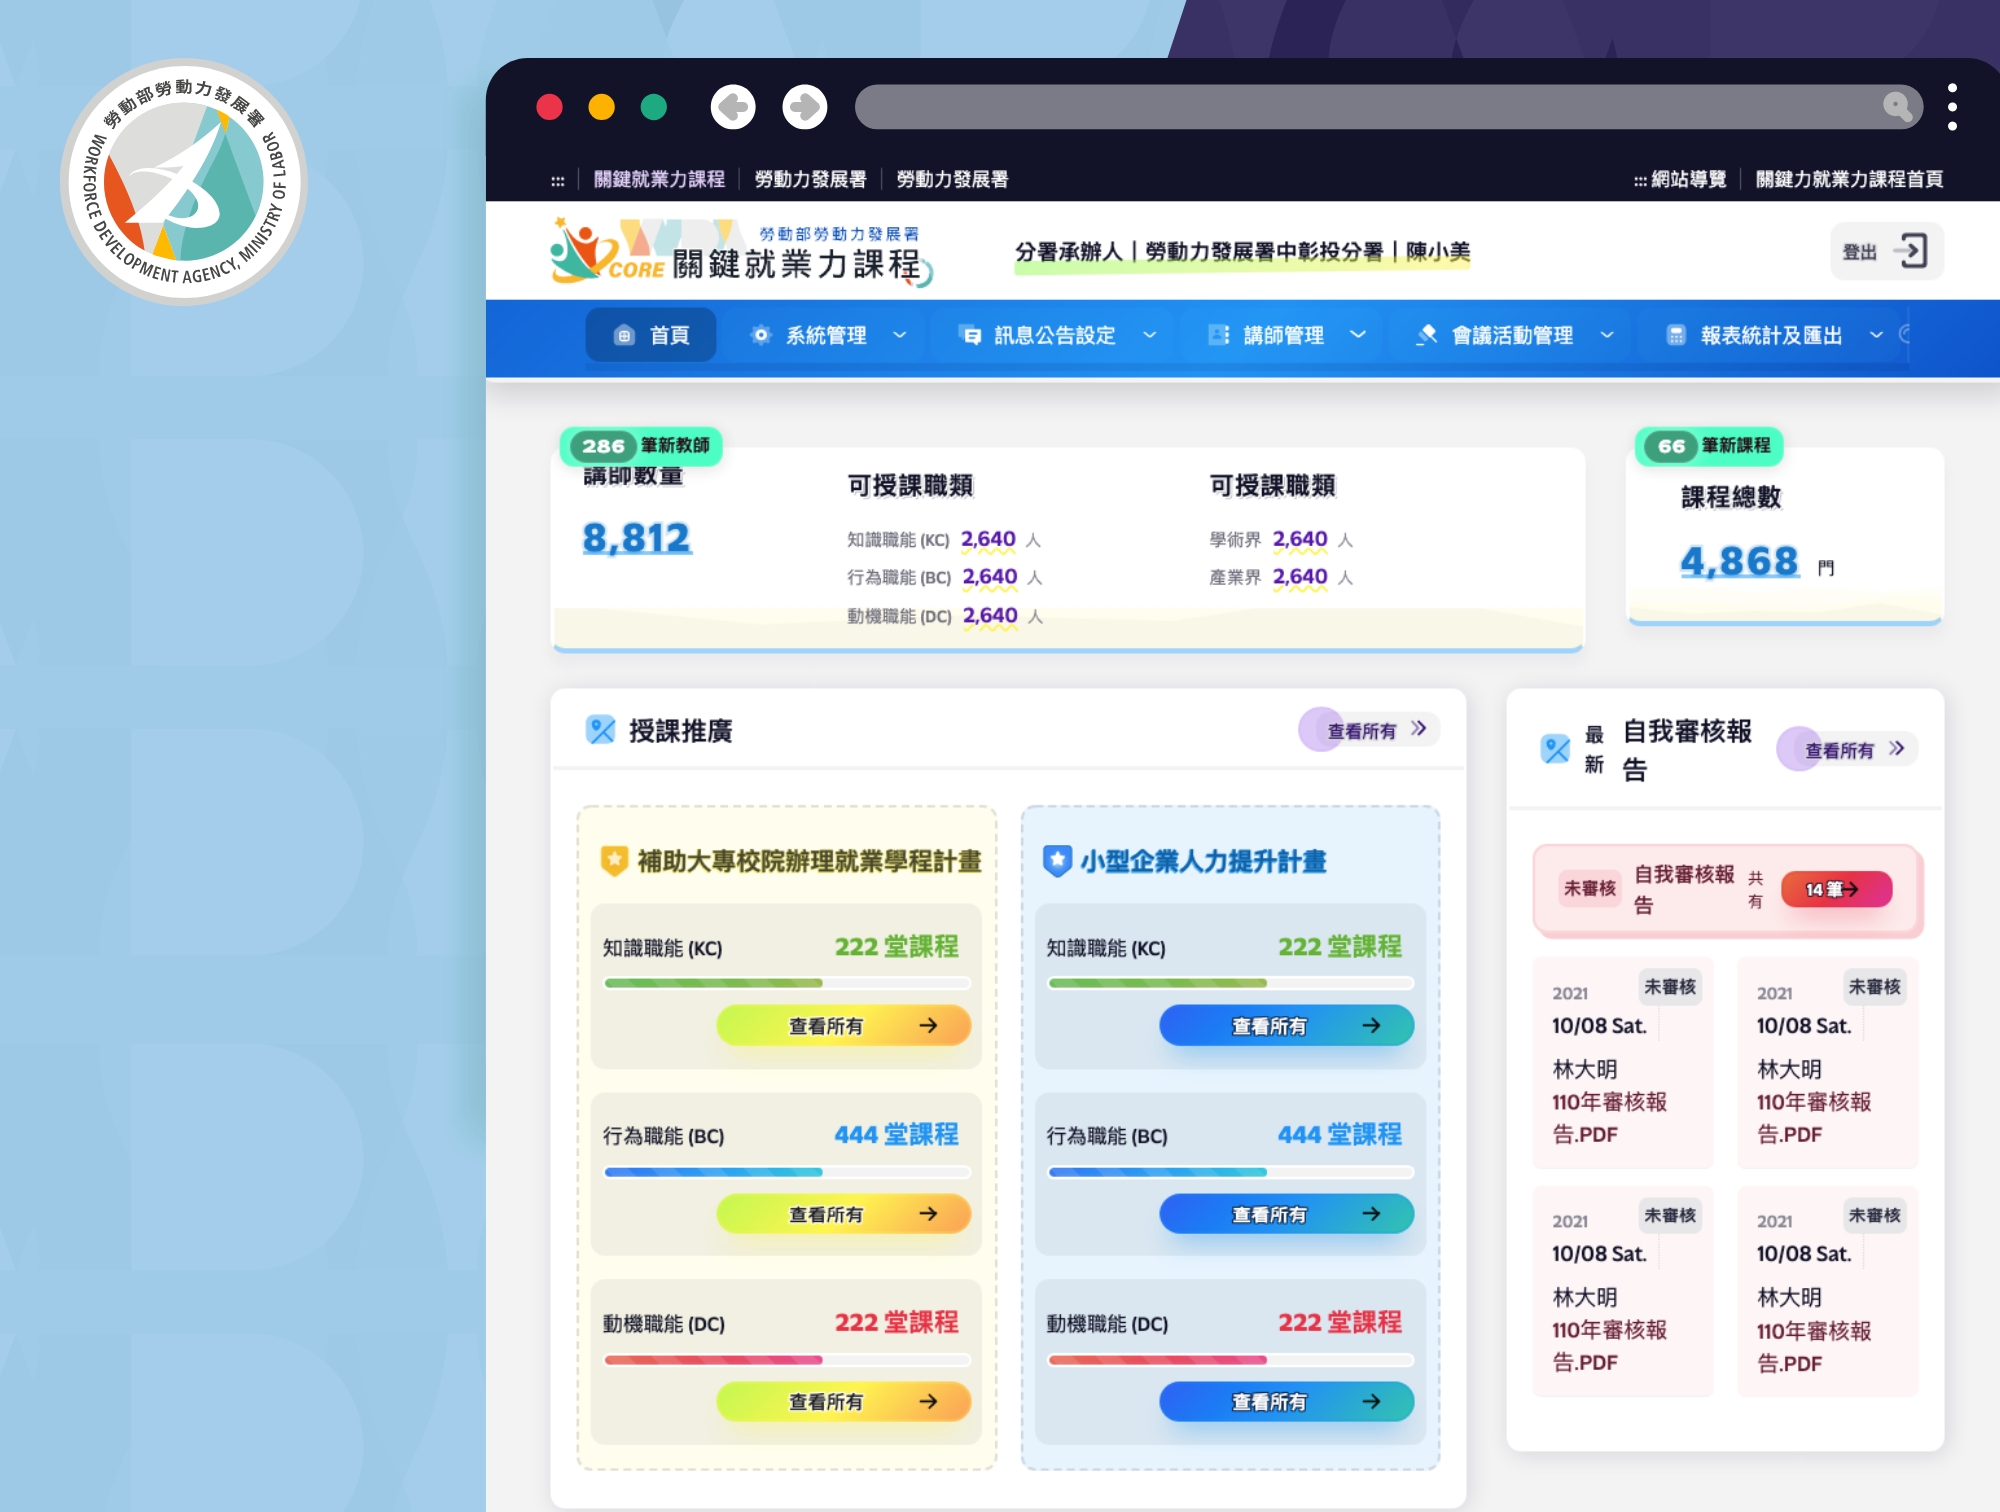 勞動部勞動力發展署
WORKFORCE DEVELOPMENT AGENCY, MINISTRY OF LABOR
關鍵就業力課程
勞動力發展署
勞動力發展署
網站導覽
關鍵力就業力課程首頁
勞動部勞動力發展署
CORE 關鍵就業力課程
分署承辦人｜勞動力發展署中彰投分署｜陳小美
登出
首頁
系統管理
訊息公告設定
講師管理
會議活動管理
報表統計及匯出
286 筆新教師
講師數量
8,812
可授課職類
知識職能 (KC) 2,640 人
行為職能 (BC) 2,640 人
動機職能 (DC) 2,640 人
可授課職類
學術界 2,640 人
產業界 2,640 人
66 筆新課程
課程總數
4,868 門
授課推廣
查看所有
補助大專校院辦理就業學程計畫
知識職能 (KC) 222 堂課程
查看所有
行為職能 (BC) 444 堂課程
查看所有
動機職能 (DC) 222 堂課程
查看所有
小型企業人力提升計畫
知識職能 (KC) 222 堂課程
查看所有
行為職能 (BC) 444 堂課程
查看所有
動機職能 (DC) 222 堂課程
查看所有
最
新
自我審核報
告
查看所有
未審核
自我審核報
告
共
有
14 筆
2021
未審核
10/08 Sat.
林大明
110年審核報
告.PDF
2021
未審核
10/08 Sat.
林大明
110年審核報
告.PDF
2021
未審核
10/08 Sat.
林大明
110年審核報
告.PDF
2021
未審核
10/08 Sat.
林大明
110年審核報
告.PDF